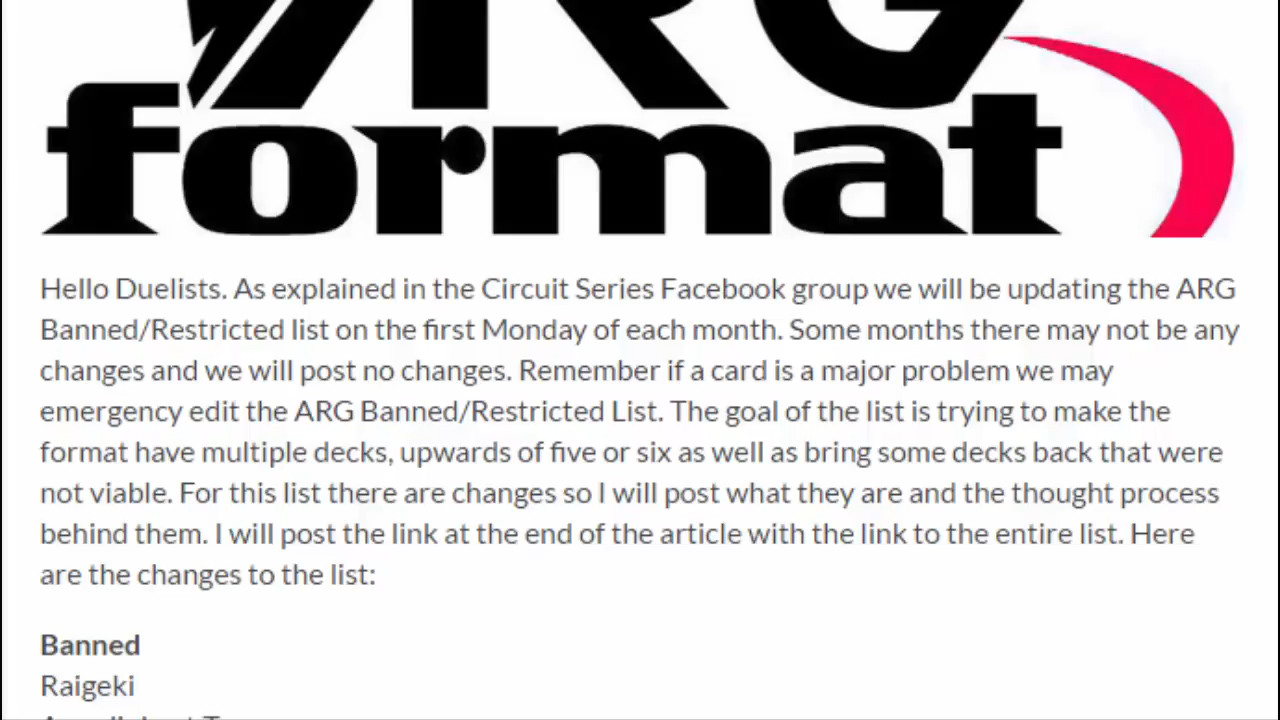 ARG
format
Hello Duelists. As explained in the Circuit Series Facebook group we will be updating the ARG
Banned/Restricted list on the first Monday of each month. Some months there may not be any
changes and we will post no changes. Remember if a card is a major problem we may
emergency edit the ARG Banned/Restricted List. The goal of the list is trying to make the
format have multiple decks, upwards of five or six as well as bring some decks back that were
not viable. For this list there are changes so I will post what they are and the thought process
behind them. I will post the link at the end of the article with the link to the entire list. Here
are the changes to the list:
Banned
Raigeki